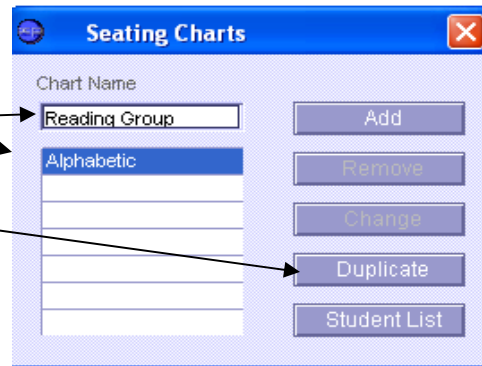 Seating Charts
Chart Name
Reading Group
Add
Alphabetic
Remove
Change
Duplicate
Student List